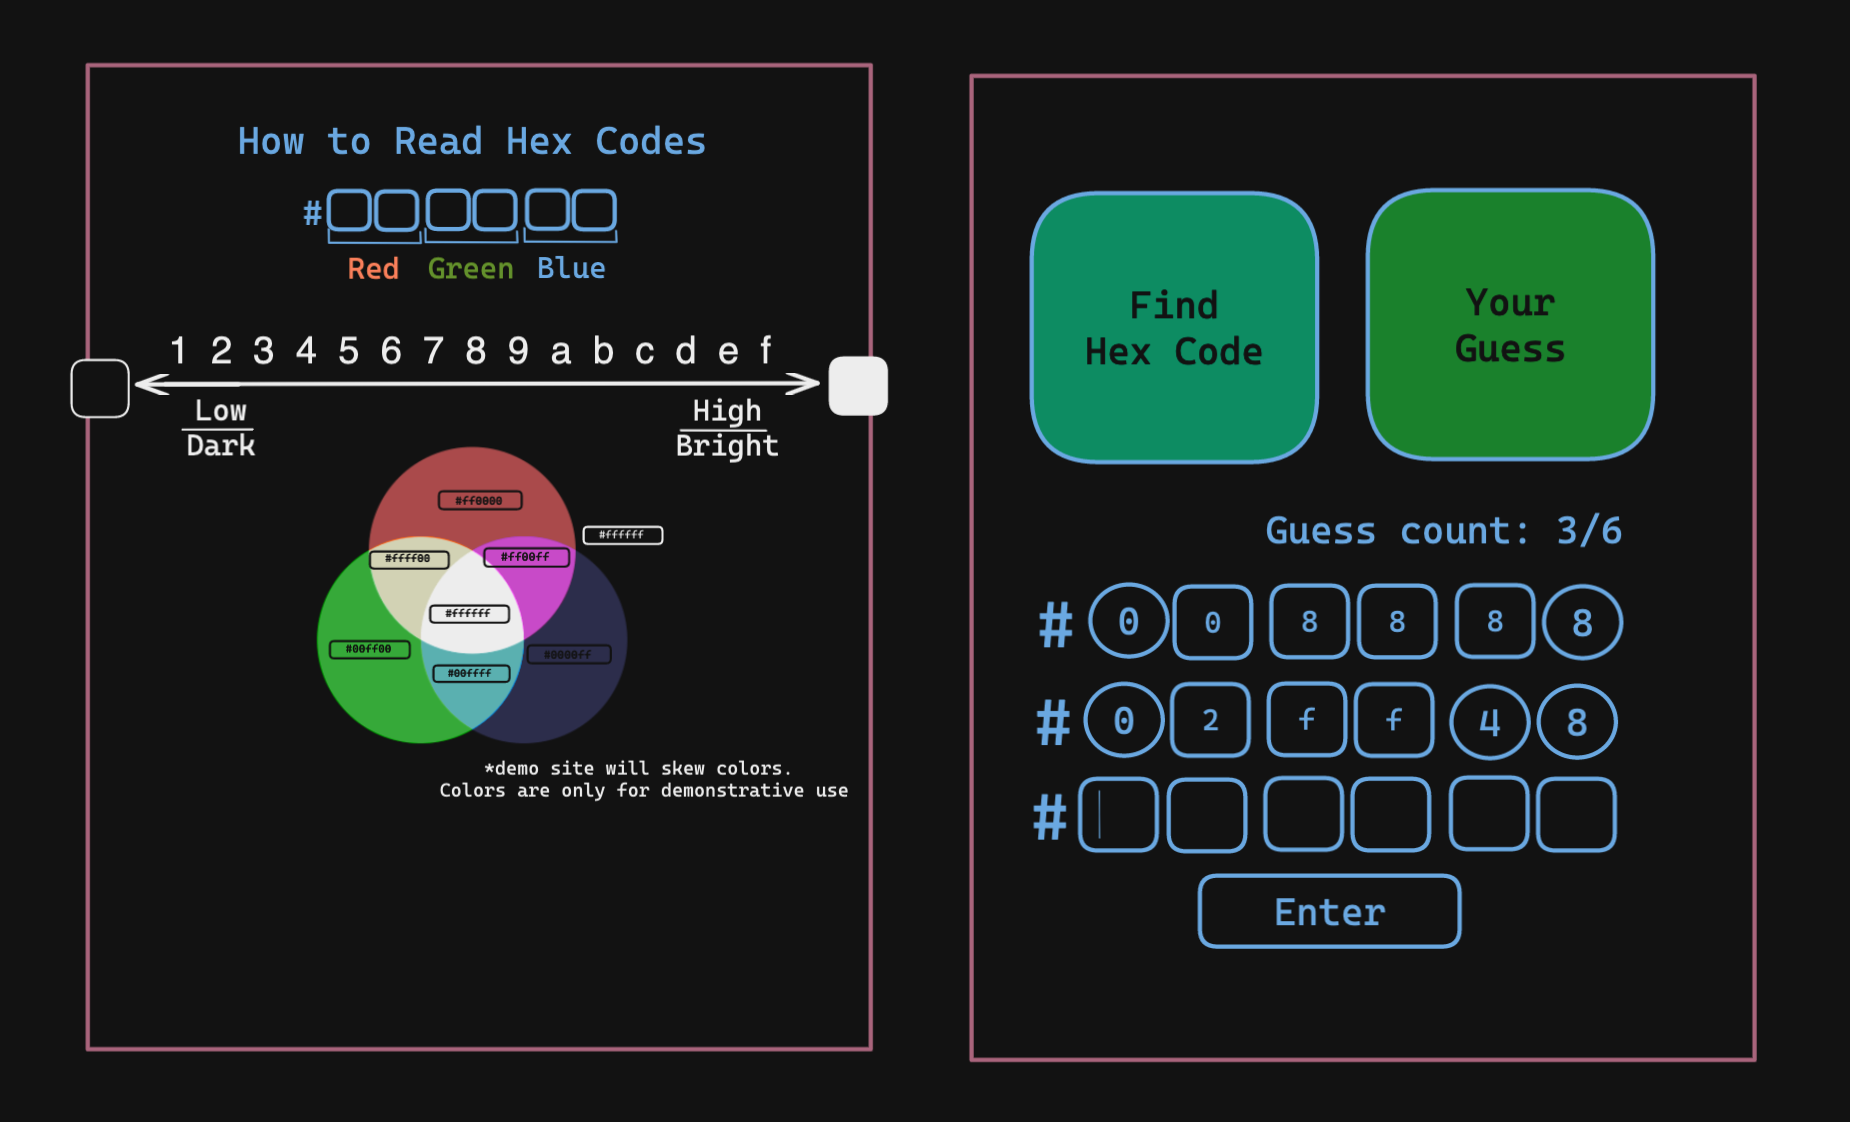 How to Read Hex Codes
#
Red Green Blue
1 2 3 4 5 6 7 8 9 a b c d e f
Low
Dark
High
Bright
#ff0000
#ffffff
#ffff00
#ff00ff
#ffffff
#00ff00
#0000ff
#00ffff
*demo site will skew colors.
Colors are only for demonstrative use
Find
Hex Code
Your
Guess
Guess count: 3/6
# 0 0 8 8 8 8
# 0 2 f f 4 8
#
Enter